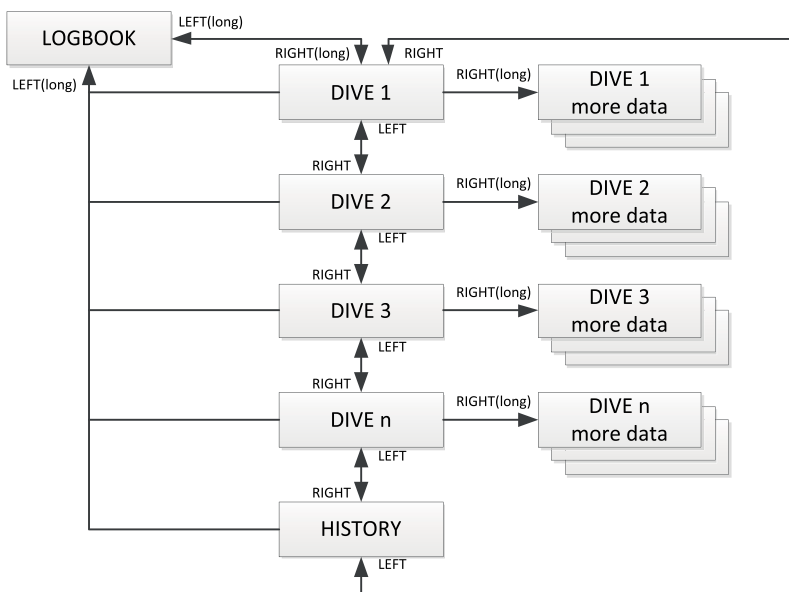 LEFT(long)
LOGBOOK
RIGHT(long)
RIGHT
LEFT(long)
DIVE 1
RIGHT(long)
DIVE 1
more data
LEFT
RIGHT
DIVE 2
RIGHT(long)
DIVE 2
more data
LEFT
RIGHT
DIVE 3
RIGHT(long)
DIVE 3
more data
LEFT
RIGHT
DIVE n
RIGHT(long)
DIVE n
more data
LEFT
RIGHT
HISTORY
LEFT